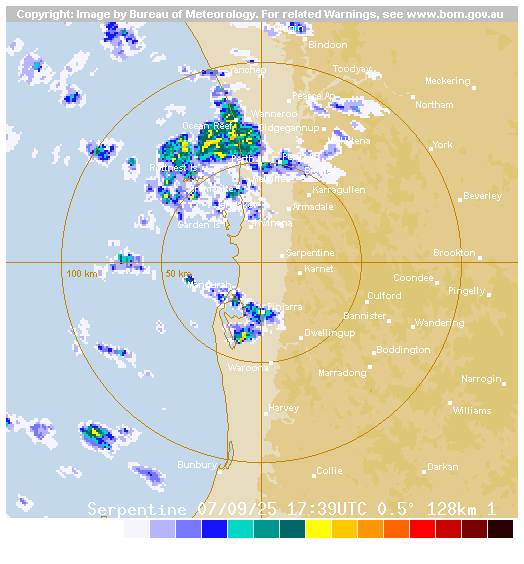 Copyright: Image by Bureau of Meteorology. For related Warnings, see www.bom.gov.au
Bindoon
Yanchep
Toodyay
Meckering
Pearce Ap
Northam
Wanneroo
Ocean Reef
Bidgegannup
York
Perth
Rottnest Is
Karragullen
Beverley
Armadale
Garden Is
Kwinana
Serpentine
Brookton
100 km
50 km
Karnet
Coondee
Mandurah
Pingelly
Cufford
Pinjarra
Bannister
Wandering
Dwellingup
Boddington
Waroona
Marradong
Narrogin
Harvey
Williams
Bunbury
Collie
Darkan
Serpentine 07/09/25 17:39UTC 0.5° 128km 1